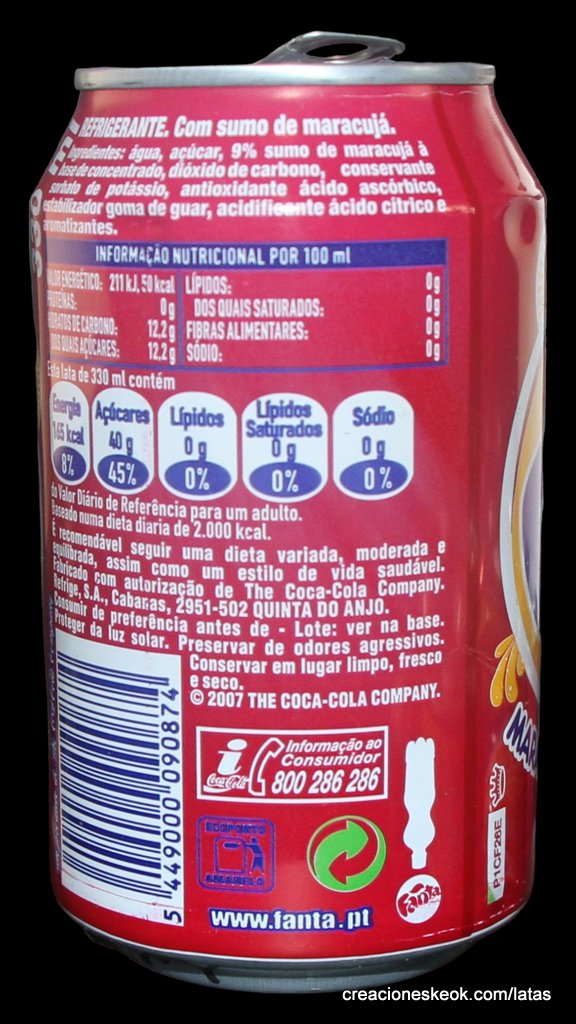 REFRIGERANTE. Com sumo de maracujá.
Ingredientes: água, açúcar, 9% sumo de maracujá à
base de concentrado, dióxido de carbono, conservante
sorbato de potássio, antioxidante ácido ascórbico,
estabilizador goma de guar, acidificante ácido cítrico e
aromatizantes.
330
INFORMAÇÃO NUTRICIONAL POR 100 ml
VALOR ENERGÉTICO: 211 kJ, 50 kcal
PROTEÍNAS: 0g
HIDRATOS DE CARBONO: 12.2g
DOS QUAIS AÇÚCARES: 12.2g
LÍPIDOS: 0g
DOS QUAIS SATURADOS: 0g
FIBRAS ALIMENTARES: 0g
SÓDIO: 0g
Esta lata de 330 ml contém
Energia 165 kcal 8%
Açúcares 40 g 45%
Lípidos 0 g 0%
Lípidos Saturados 0 g 0%
Sódio 0 g 0%
do Valor Diário de Referência para um adulto.
Baseado numa dieta diaria de 2.000 kcal.
É recomendável seguir uma dieta variada, moderada e
equilibrada, assim como um estilo de vida saudável.
Fabricado com autorização de The Coca-Cola Company.
Refrige, S.A., Cabanas, 2951-502 QUINTA DO ANJO.
Consumir de preferência antes de - Lote: ver na base.
Proteger da luz solar. Preservar de odores agressivos.
Conservar em lugar limpo, fresco
e seco.
© 2007 THE COCA-COLA COMPANY.
5 449000 090874
i Coca-Cola
Informação ao
Consumidor
800 286 286
ECOPONTO
AMARELO
Fanta
www.fanta.pt
P1CF26E
MAR
creacioneskeok.com/latas